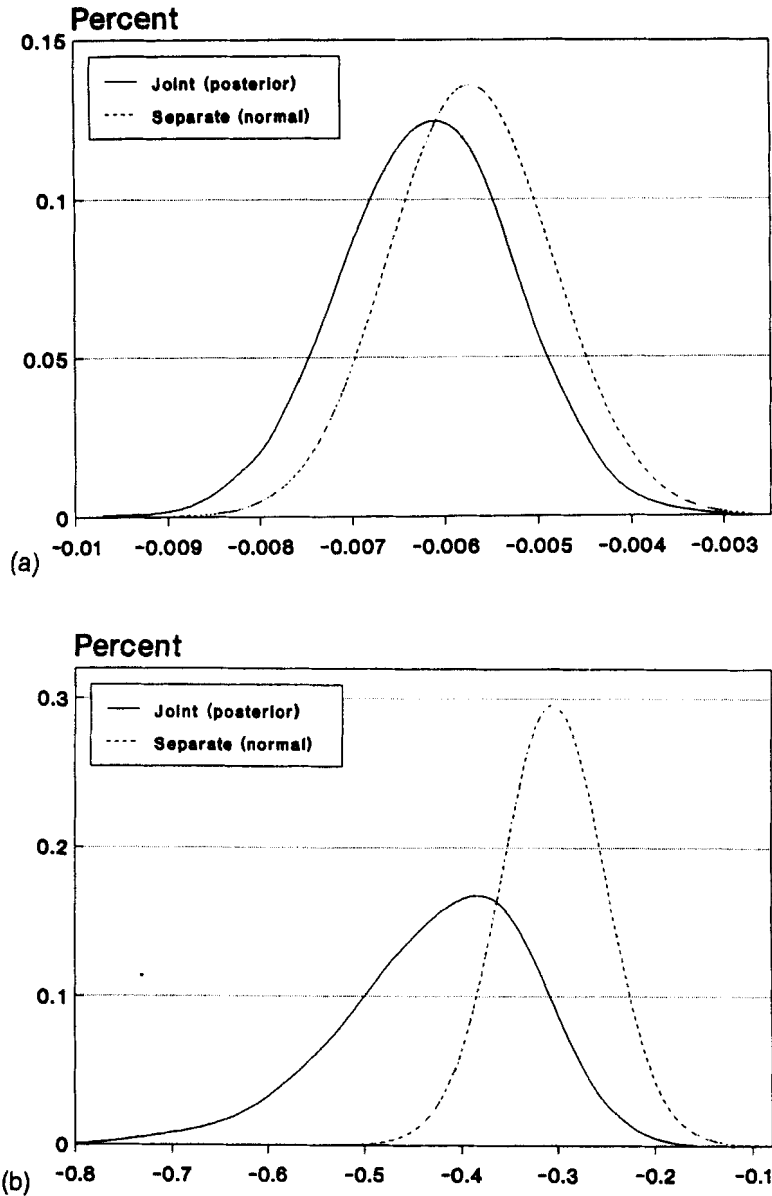 Percent
0.15
Joint (posterior)
Separate (normal)
0.1
0.05
0
-0.01 -0.009 -0.008 -0.007 -0.006 -0.005 -0.004 -0.003
(a)
Percent
0.3
Joint (posterior)
Separate (normal)
0.2
0.1
0
-0.8 -0.7 -0.6 -0.5 -0.4 -0.3 -0.2 -0.1
(b)